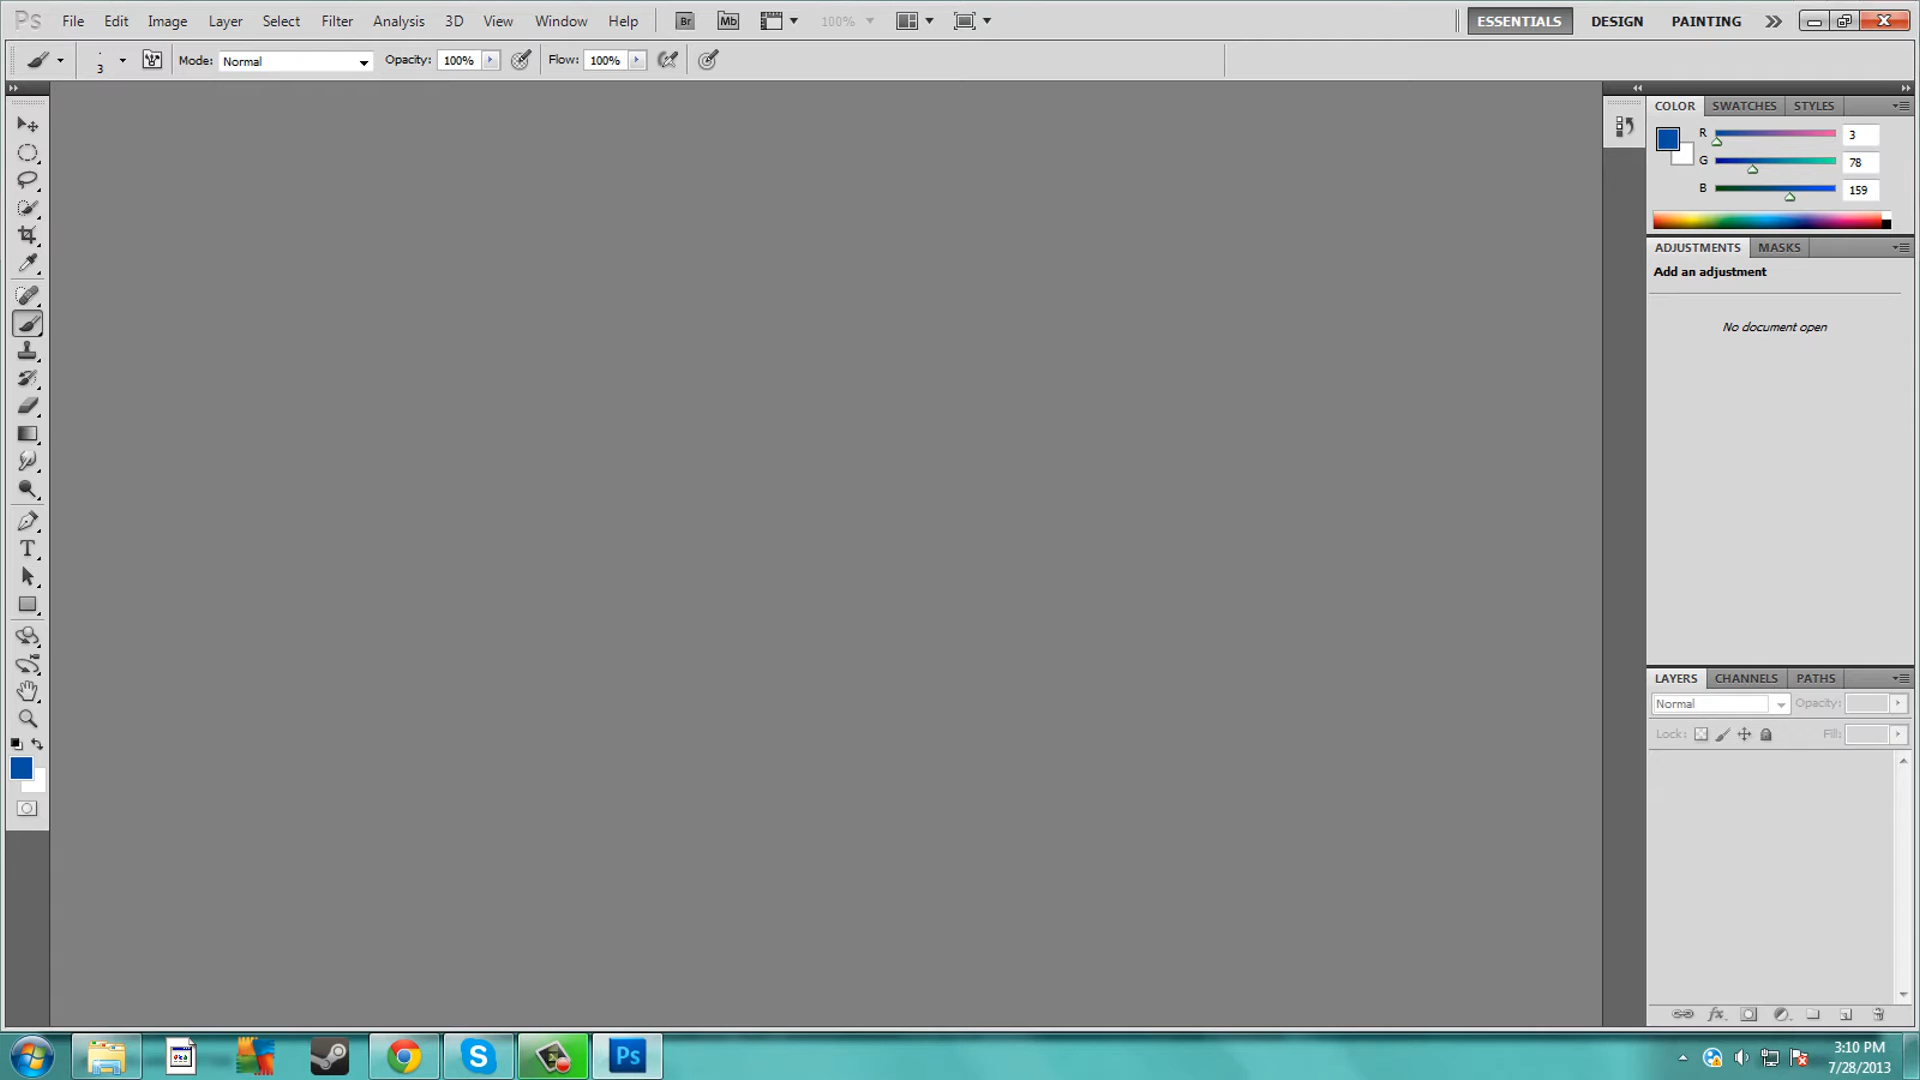 Ps File Edit Image Layer Select Filter Analysis 3D View Window Help Br Mb 100% ESSENTIALS DESIGN PAINTING
3 Mode: Normal Opacity: 100% Flow: 100%
COLOR SWATCHES STYLES
R 3
G 78
B 159
ADJUSTMENTS MASKS
Add an adjustment
No document open
T
LAYERS CHANNELS PATHS
Normal Opacity:
Lock: Fill:
fx
S Ps
3:10 PM
7/28/2013